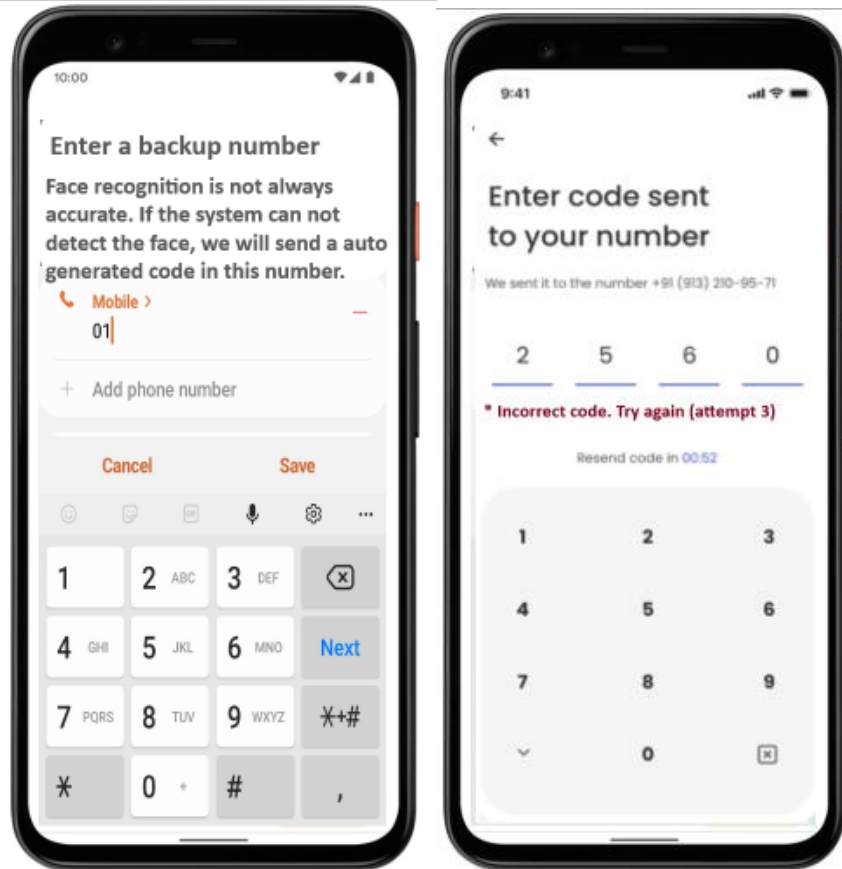 10:00
Enter a backup number
Face recognition is not always
accurate. If the system can not
detect the face, we will send a auto
generated code in this number.
Mobile >
01
+ Add phone number
Cancel Save
GIF ...
1 2 ABC 3 DEF
4 GHI 5 JKL 6 MNO Next
7 PQRS 8 TUV 9 WXYZ *+#
* 0 + # ,
9:41
Enter code sent
to your number
We sent it to the number +91 (913) 210-95-71
2 5 6 0
* Incorrect code. Try again (attempt 3)
Resend code in 00:52
1 2 3
4 5 6
7 8 9
0